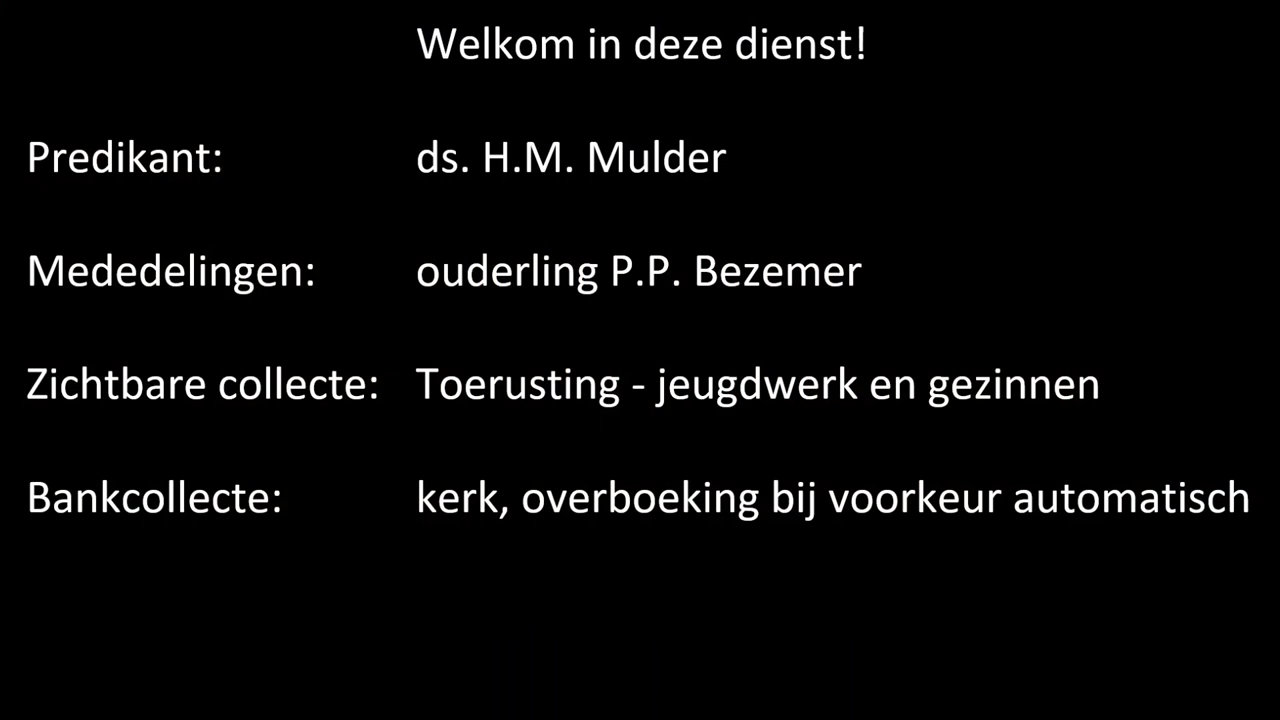 Welkom in deze dienst!
Predikant: ds. H.M. Mulder
Mededelingen: ouderling P.P. Bezemer
Zichtbare collecte: Toerusting - jeugdwerk en gezinnen
Bankcollecte: kerk, overboeking bij voorkeur automatisch